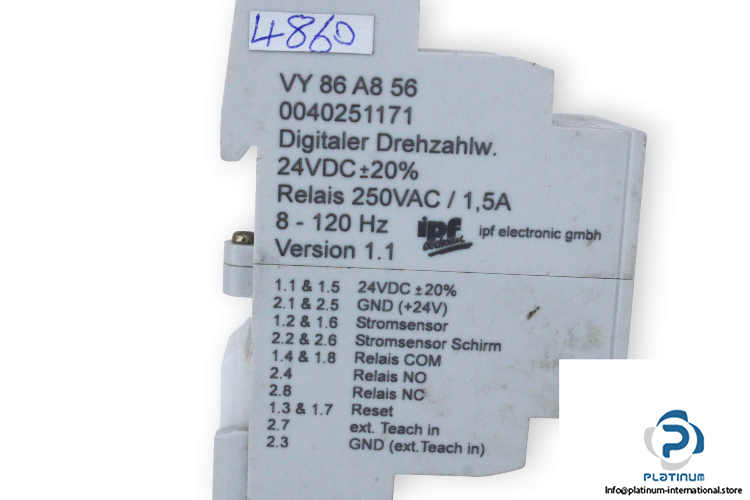 4860
VY 86 A8 56
0040251171
Digitaler Drehzahlw.
24VDC±20%
Relais 250VAC / 1,5A
8 - 120 Hz
ipf electronic ipf electronic gmbh
Version 1.1
1.1 & 1.5 24VDC ±20%
2.1 & 2.5 GND (+24V)
1.2 & 1.6 Stromsensor
2.2 & 2.6 Stromsensor Schirm
1.4 & 1.8 Relais COM
2.4 Relais NO
2.8 Relais NC
1.3 & 1.7 Reset
2.7 ext. Teach in
2.3 GND (ext.Teach in)
PLATINUM
Info@platinum-international.store